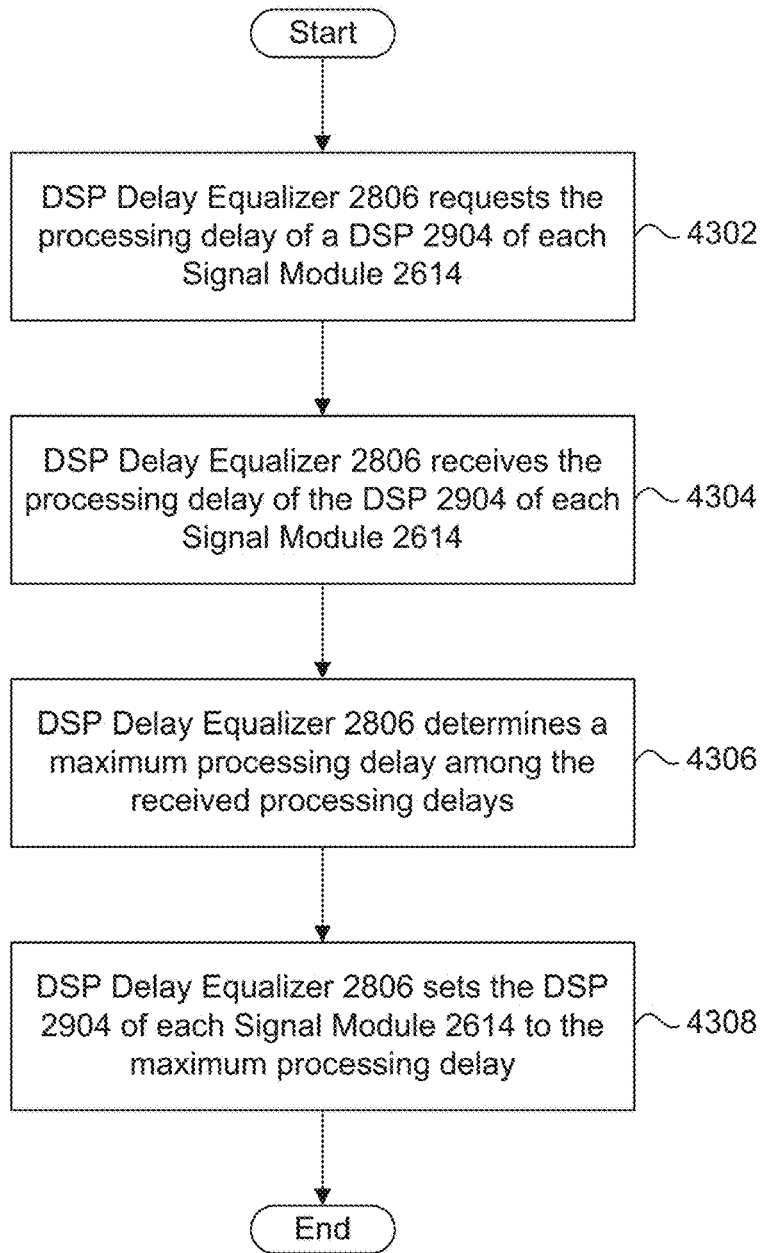 Start
DSP Delay Equalizer 2806 requests the
processing delay of a DSP 2904 of each
Signal Module 2614
4302
DSP Delay Equalizer 2806 receives the
processing delay of the DSP 2904 of each
Signal Module 2614
4304
DSP Delay Equalizer 2806 determines a
maximum processing delay among the
received processing delays
4306
DSP Delay Equalizer 2806 sets the DSP
2904 of each Signal Module 2614 to the
maximum processing delay
4308
End